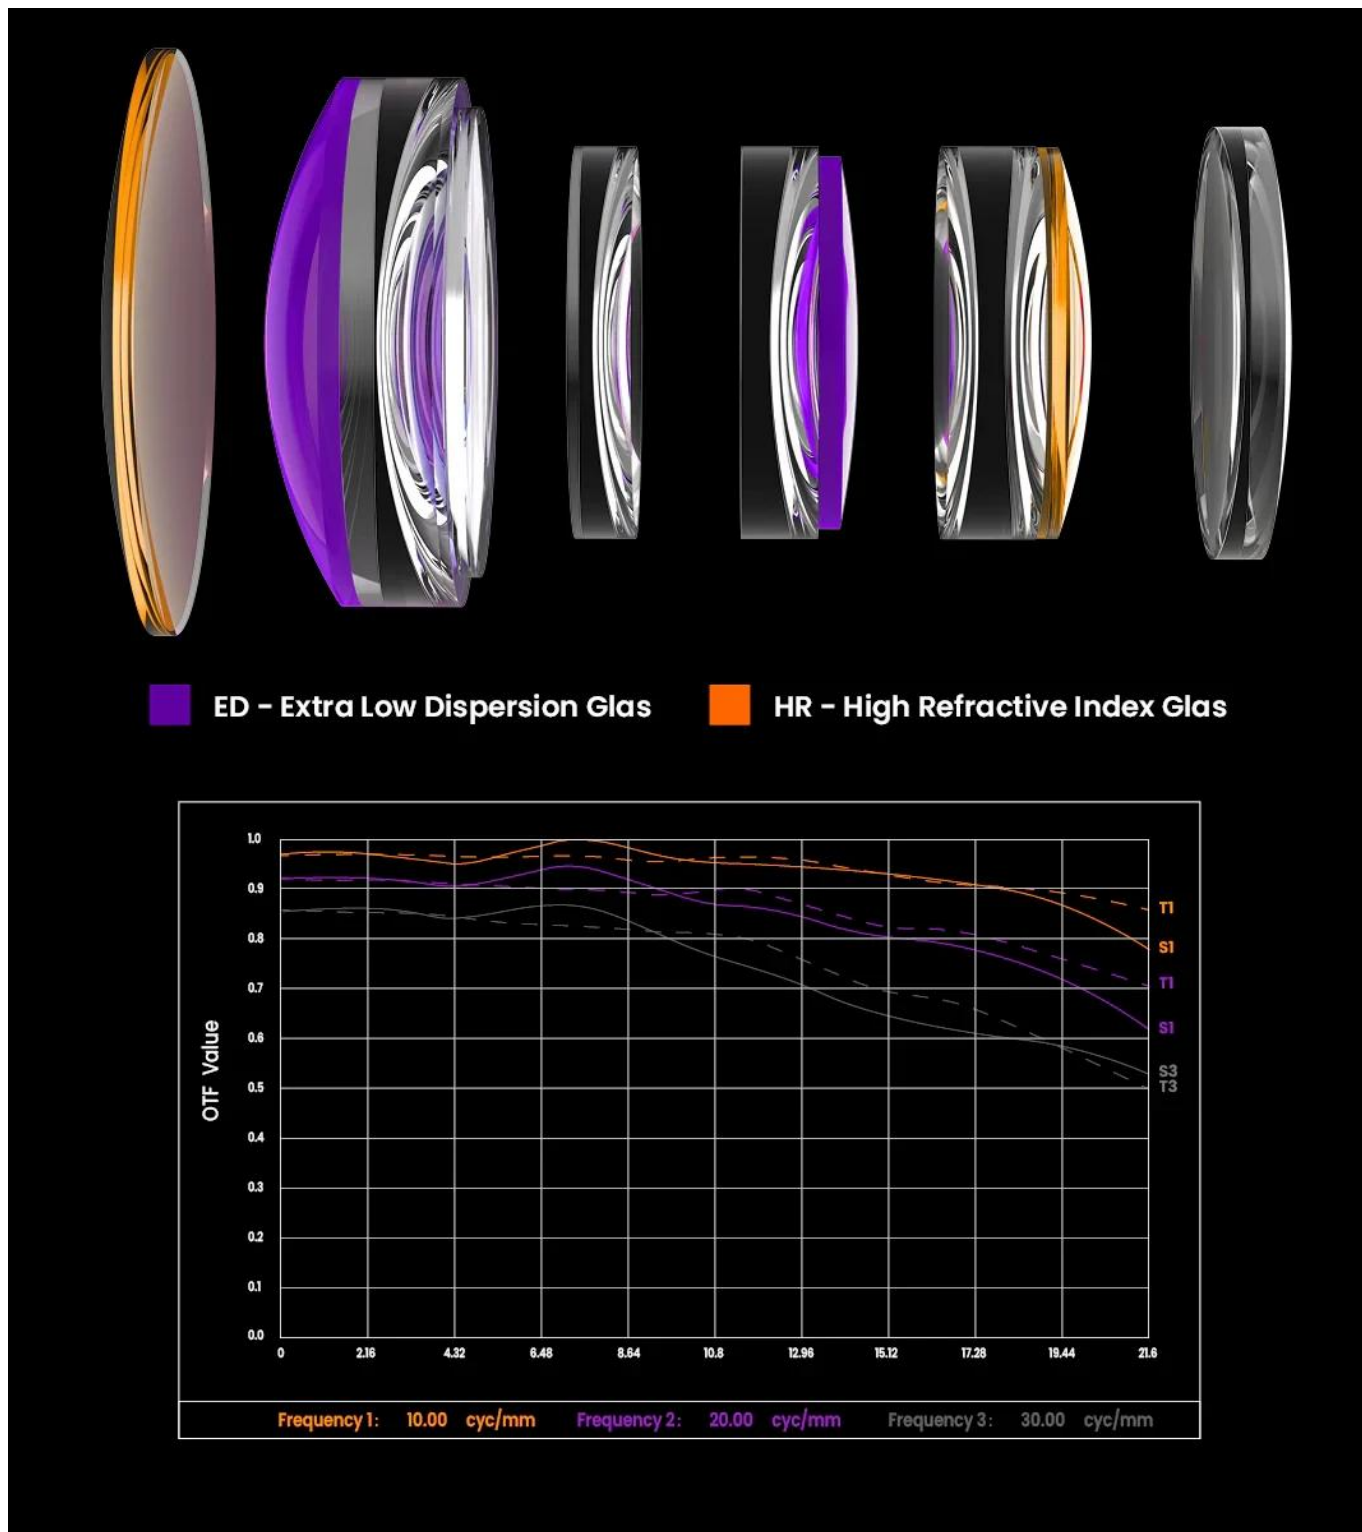 ED - Extra Low Dispersion Glas
HR - High Refractive Index Glas
1.0
0.9
0.8
0.7
0.6
0.5
0.4
0.3
0.2
0.1
0.0
OTF Value
T1
S1
T1
S1
S3
T3
0 2.16 4.32 6.48 8.64 10.8 12.96 15.12 17.28 19.44 21.6
Frequency 1: 10.00 cyc/mm Frequency 2: 20.00 cyc/mm Frequency 3: 30.00 cyc/mm